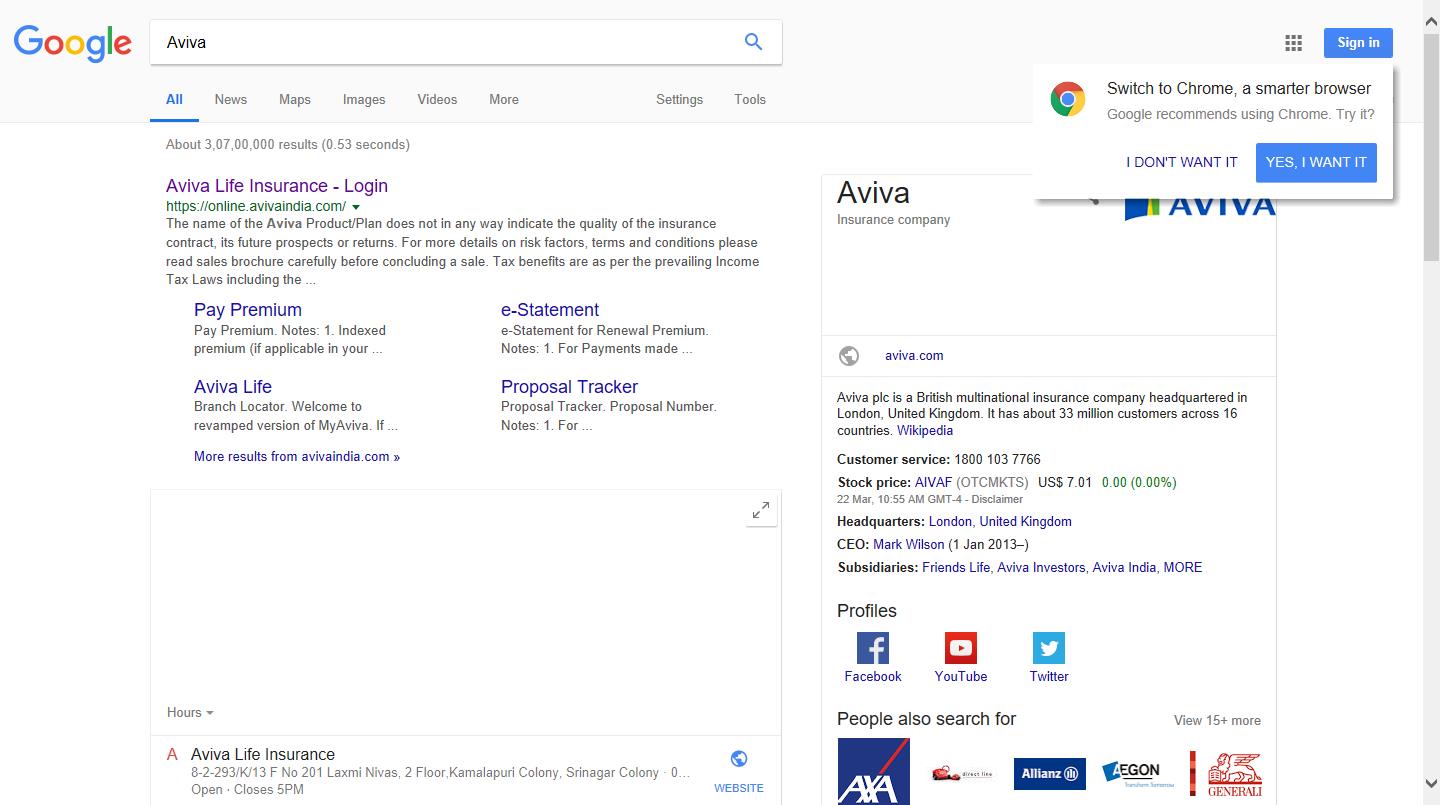 Google
Aviva
Sign in
All
News
Maps
Images
Videos
More
Settings
Tools
Switch to Chrome, a smarter browser
Google recommends using Chrome. Try it?
I DON'T WANT IT
YES, I WANT IT
About 3,07,00,000 results (0.53 seconds)
Aviva Life Insurance - Login
https://online.avivaindia.com/
The name of the Aviva Product/Plan does not in any way indicate the quality of the insurance
contract, its future prospects or returns. For more details on risk factors, terms and conditions please
read sales brochure carefully before concluding a sale. Tax benefits are as per the prevailing Income
Tax Laws including the ...
Pay Premium
Pay Premium. Notes: 1. Indexed
premium (if applicable in your ...
e-Statement
e-Statement for Renewal Premium.
Notes: 1. For Payments made ...
Aviva Life
Branch Locator. Welcome to
revamped version of MyAviva. If ...
Proposal Tracker
Proposal Tracker. Proposal Number.
Notes: 1. For ...
More results from avivaindia.com »
Hours
A Aviva Life Insurance
8-2-293/K/13 F No 201 Laxmi Nivas, 2 Floor,Kamalapuri Colony, Srinagar Colony · 0...
Open · Closes 5PM
WEBSITE
Aviva
Insurance company
AVIVA
aviva.com
Aviva plc is a British multinational insurance company headquartered in
London, United Kingdom. It has about 33 million customers across 16
countries. Wikipedia
Customer service: 1800 103 7766
Stock price: AIVAF (OTCMKTS) US$ 7.01 0.00 (0.00%)
22 Mar, 10:55 AM GMT-4 - Disclaimer
Headquarters: London, United Kingdom
CEO: Mark Wilson (1 Jan 2013–)
Subsidiaries: Friends Life, Aviva Investors, Aviva India, MORE
Profiles
Facebook
YouTube
Twitter
People also search for
View 15+ more
AXA
direct line
Allianz
AEGON
Transform Tomorrow
GENERALI